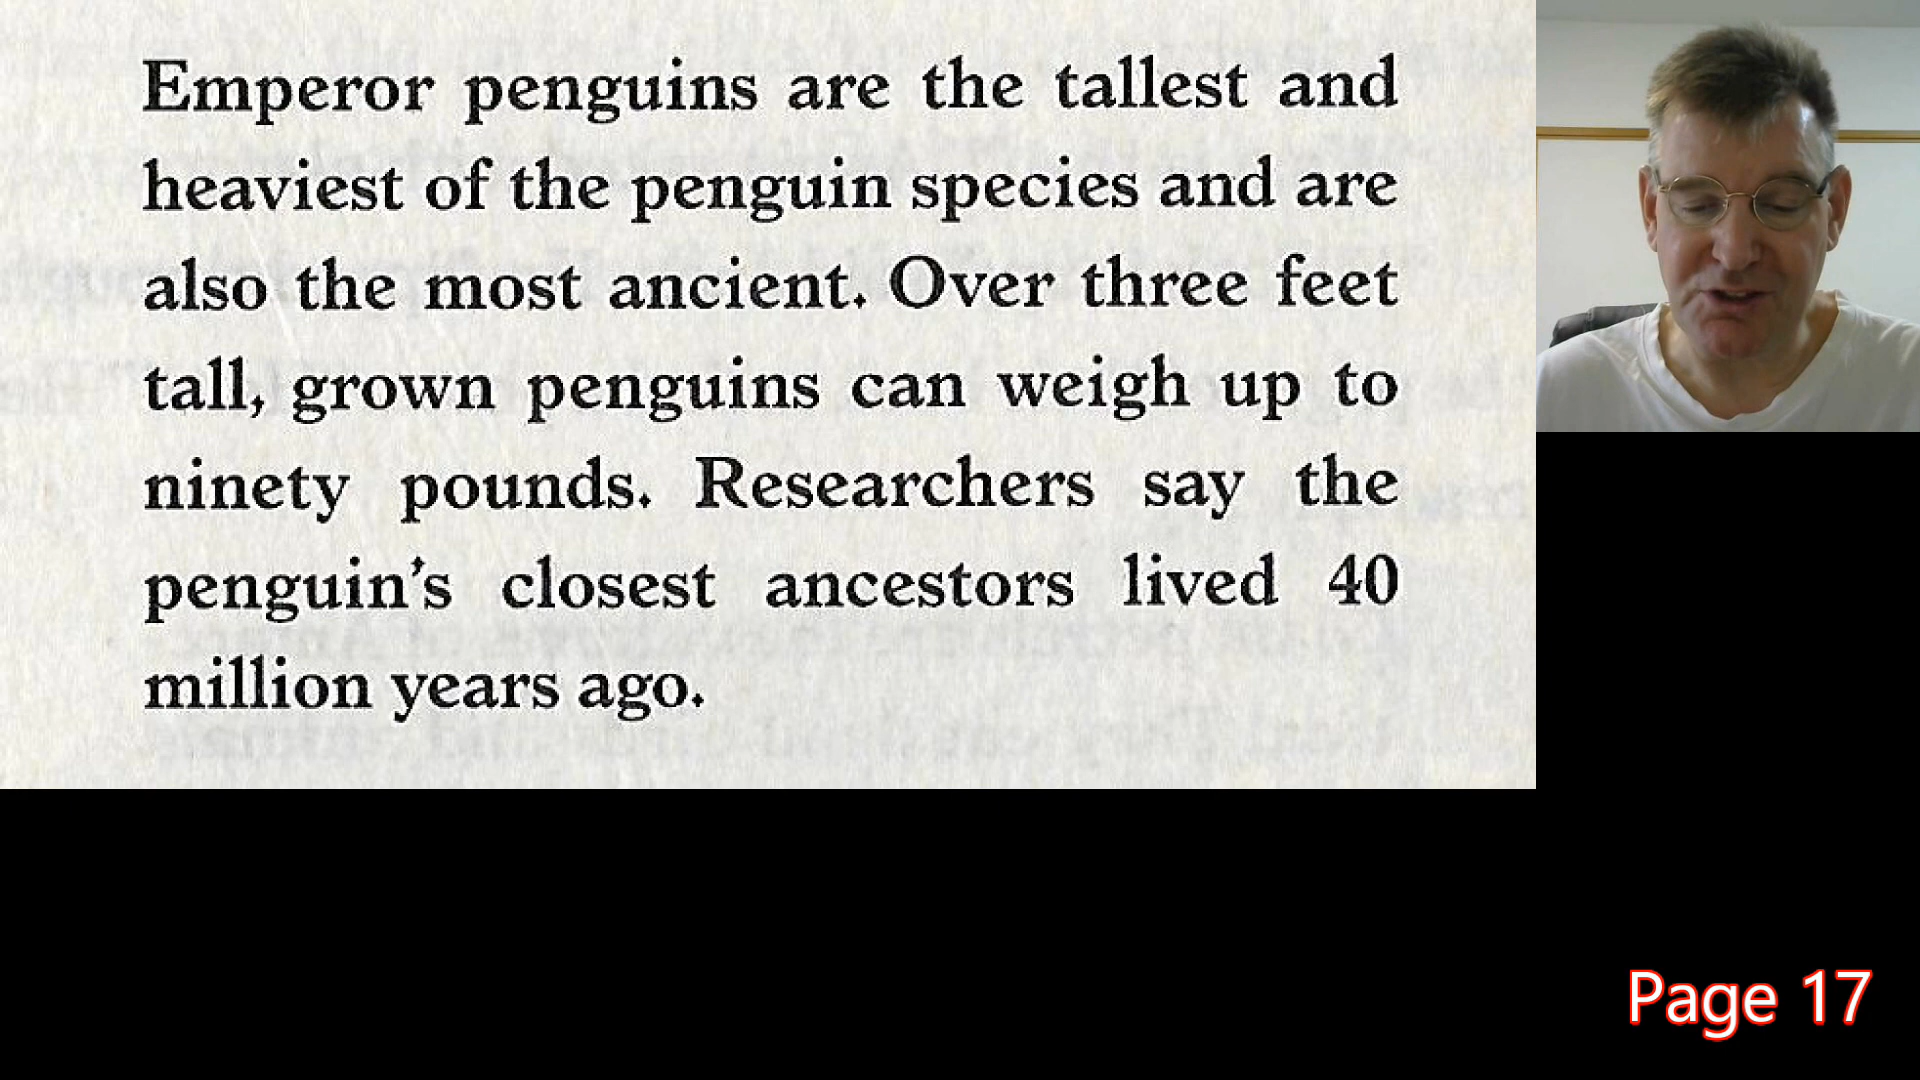 Emperor penguins are the tallest and
heaviest of the penguin species and are
also the most ancient. Over three feet
tall, grown penguins can weigh up to
ninety pounds. Researchers say the
penguin's closest ancestors lived 40
million years ago.
Page 17